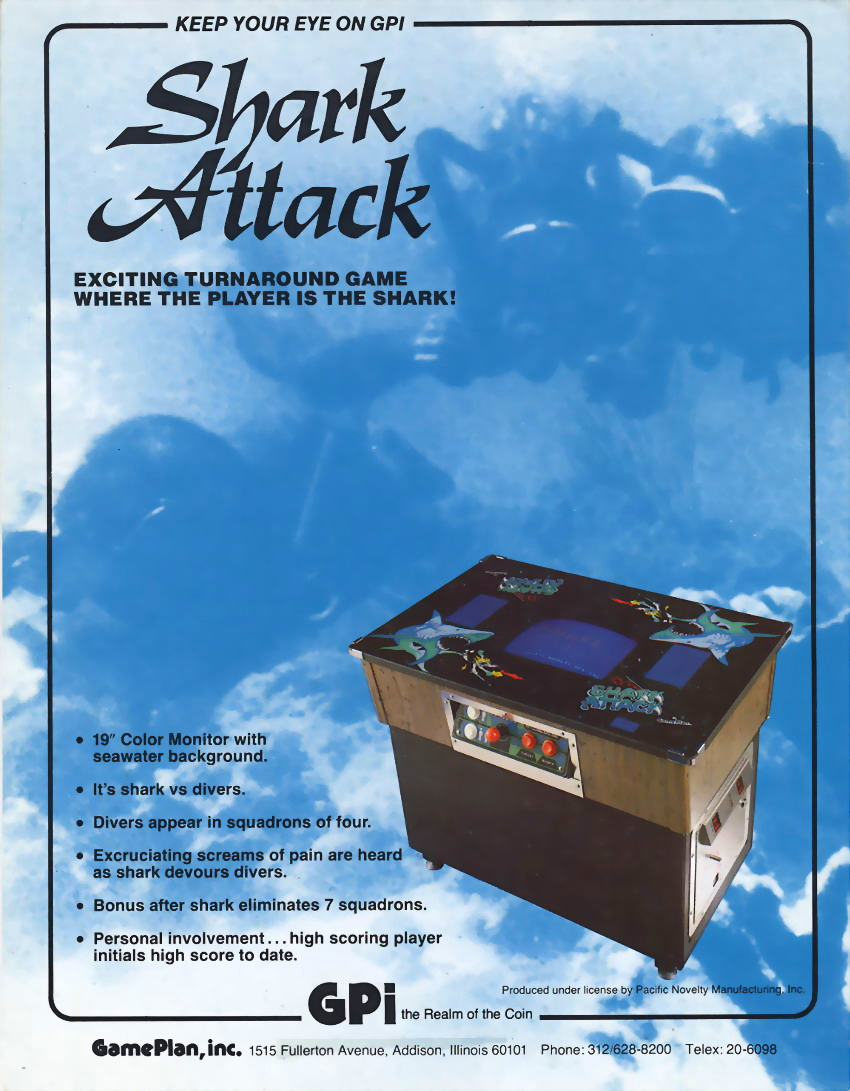 KEEP YOUR EYE ON GPI
Shark
Attack
EXCITING TURNAROUND GAME
WHERE THE PLAYER IS THE SHARK!
SHARK
ATTACK
• 19" Color Monitor with
seawater background.
• It's shark vs divers.
• Divers appear in squadrons of four.
• Excruciating screams of pain are heard
as shark devours divers.
• Bonus after shark eliminates 7 squadrons.
• Personal involvement...high scoring player
initials high score to date.
Produced under license by Pacific Novelty Manufacturing, Inc.
GPi the Realm of the Coin
GamePlan, inc. 1515 Fullerton Avenue, Addison, Illinois 60101 Phone: 312/628-8200 Telex: 20-6098